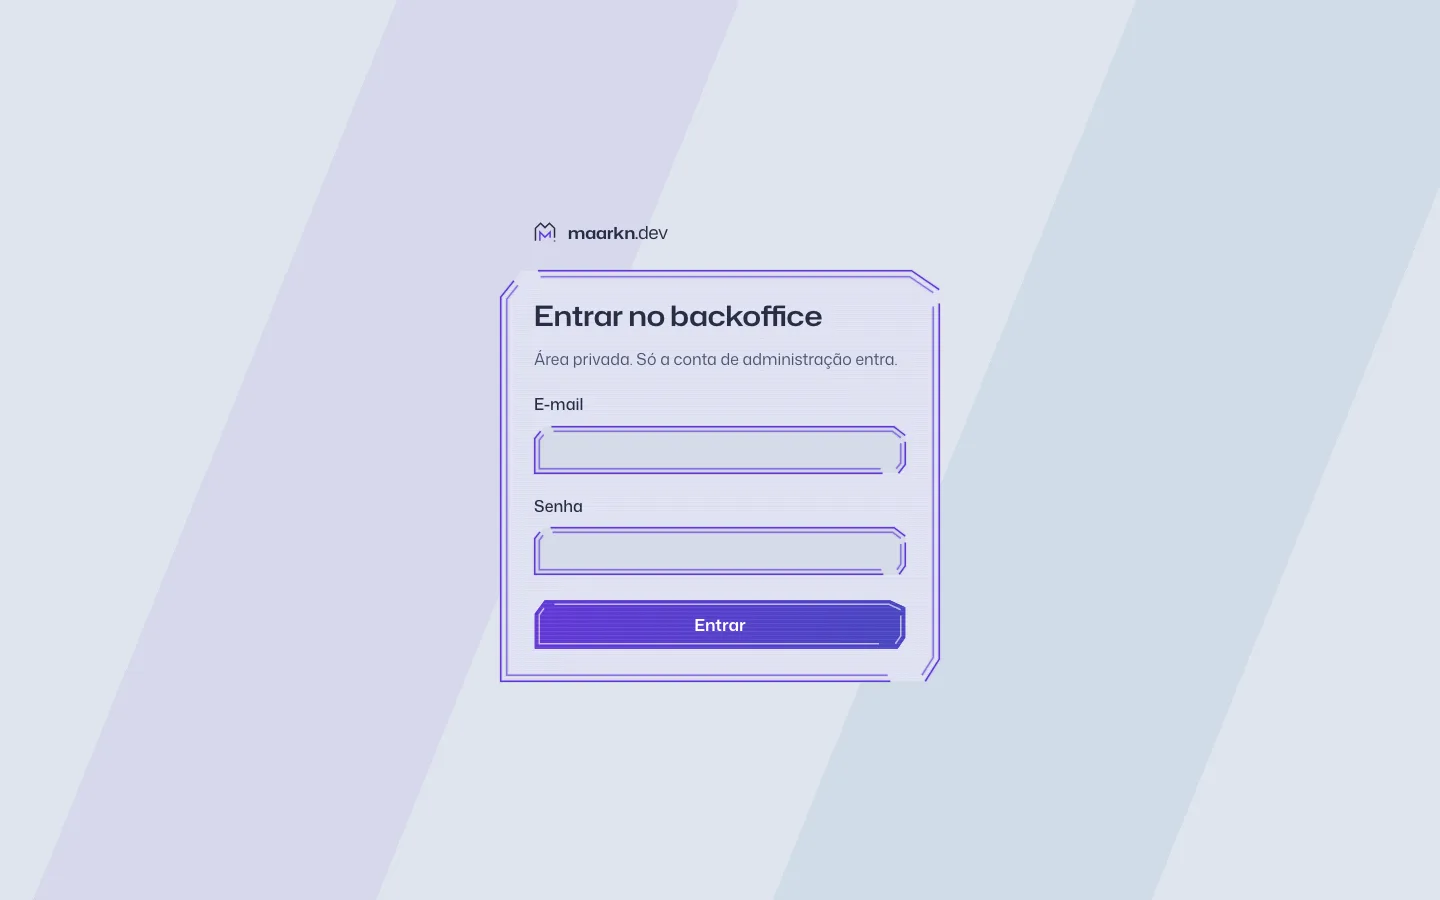 maarkn.dev
Entrar no backoffice
Área privada. Só a conta de administração entra.
E-mail
Senha
Entrar